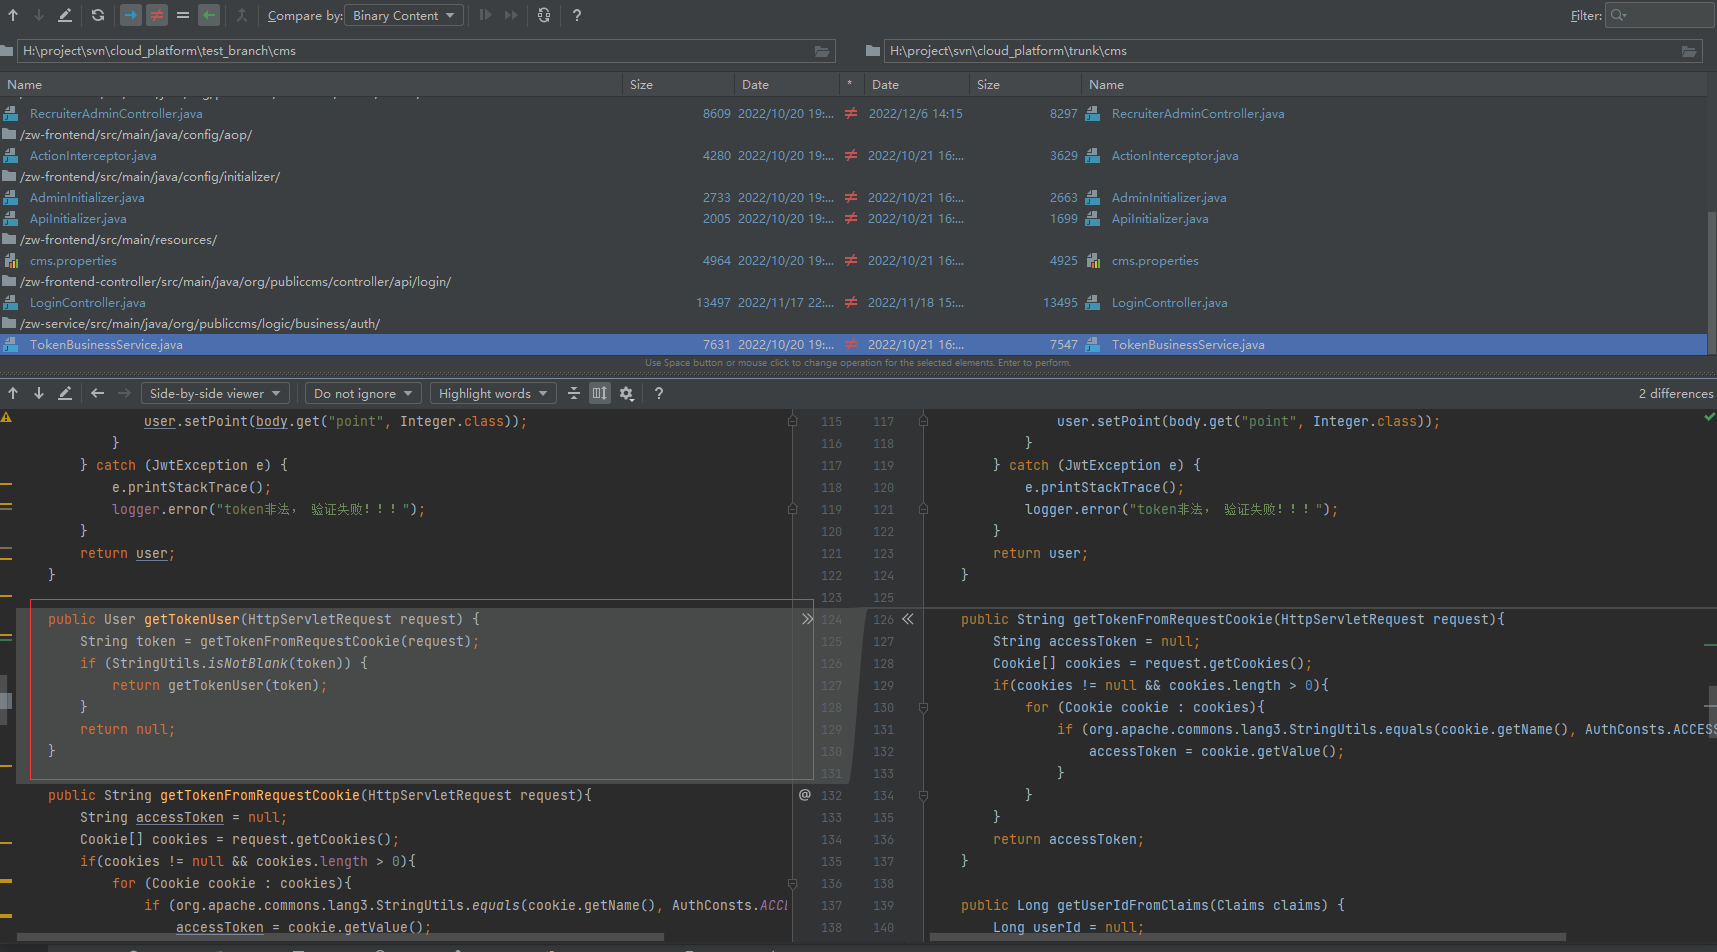 Compare by: Binary Content ? Filter:
H:\project\svn\cloud_platform\test_branch\cms H:\project\svn\cloud_platform\trunk\cms
Name Size Date * Date Size Name
RecruiterAdminController.java 8609 2022/10/20 19:... ≠ 2022/12/6 14:15 8297 RecruiterAdminController.java
/zw-frontend/src/main/java/config/aop/
ActionInterceptor.java 4280 2022/10/20 19:... ≠ 2022/10/21 16:... 3629 ActionInterceptor.java
/zw-frontend/src/main/java/config/initializer/
AdminInitializer.java 2733 2022/10/20 19:... ≠ 2022/10/21 16:... 2663 AdminInitializer.java
ApiInitializer.java 2005 2022/10/20 19:... ≠ 2022/10/21 16:... 1699 ApiInitializer.java
/zw-frontend/src/main/resources/
cms.properties 4964 2022/10/20 19:... ≠ 2022/10/21 16:... 4925 cms.properties
/zw-frontend-controller/src/main/java/org/publiccms/controller/api/login/
LoginController.java 13497 2022/11/17 22:... ≠ 2022/11/18 15:... 13495 LoginController.java
/zw-service/src/main/java/org/publiccms/logic/business/auth/
TokenBusinessService.java 7631 2022/10/20 19:... ≠ 2022/10/21 16:... 7547 TokenBusinessService.java
Use Space button or mouse click to change operation for the selected elements. Enter to perform.
Side-by-side viewer Do not ignore Highlight words ? 2 differences
user.setPoint(body.get("point", Integer.class)); 115 117 user.setPoint(body.get("point", Integer.class));
} 116 118 }
} catch (JwtException e) { 117 119 } catch (JwtException e) {
e.printStackTrace(); 118 120 e.printStackTrace();
logger.error("token非法， 验证失败！！！"); 119 121 logger.error("token非法， 验证失败！！！");
} 120 122 }
return user; 121 123 return user;
} 122 124 }
123 125
public User getTokenUser(HttpServletRequest request) { 124 126 public String getTokenFromRequestCookie(HttpServletRequest request){
String token = getTokenFromRequestCookie(request); 125 127 String accessToken = null;
if (StringUtils.isNotBlank(token)) { 126 128 Cookie[] cookies = request.getCookies();
return getTokenUser(token); 127 129 if(cookies != null && cookies.length > 0){
} 128 130 for (Cookie cookie : cookies){
return null; 129 131 if (org.apache.commons.lang3.StringUtils.equals(cookie.getName(), AuthConsts.ACCESS
} 130 132 accessToken = cookie.getValue();
131 133 }
public String getTokenFromRequestCookie(HttpServletRequest request){ @ 132 134 }
String accessToken = null; 133 135 }
Cookie[] cookies = request.getCookies(); 134 136 return accessToken;
if(cookies != null && cookies.length > 0){ 135 137 }
for (Cookie cookie : cookies){ 136 138
if (org.apache.commons.lang3.StringUtils.equals(cookie.getName(), AuthConsts.ACCE 137 139 public Long getUserIdFromClaims(Claims claims) {
accessToken = cookie.getValue(); 138 140 Long userId = null;